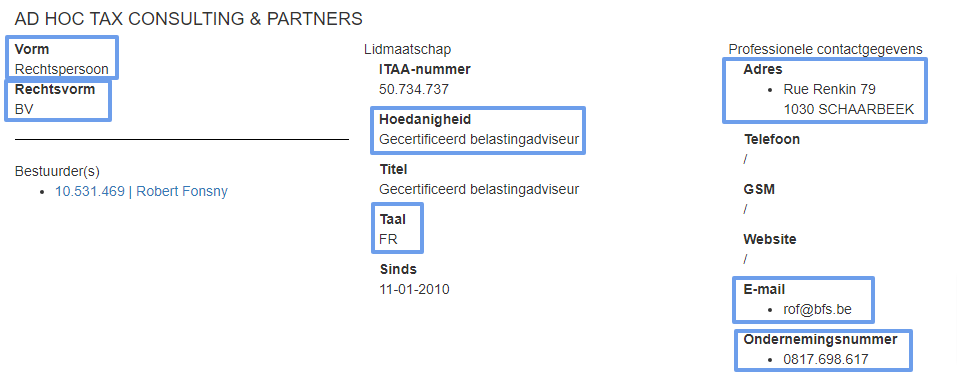 AD HOC TAX CONSULTING & PARTNERS
Vorm
Rechtspersoon
Rechtsvorm
BV
Bestuurder(s)
10.531.469 | Robert Fonsny
Lidmaatschap
ITAA-nummer
50.734.737
Hoedanigheid
Gecertificeerd belastingadviseur
Titel
Gecertificeerd belastingadviseur
Taal
FR
Sinds
11-01-2010
Professionele contactgegevens
Adres
Rue Renkin 79
1030 SCHAARBEEK
Telefoon
/
GSM
/
Website
/
E-mail
rof@bfs.be
Ondernemingsnummer
0817.698.617